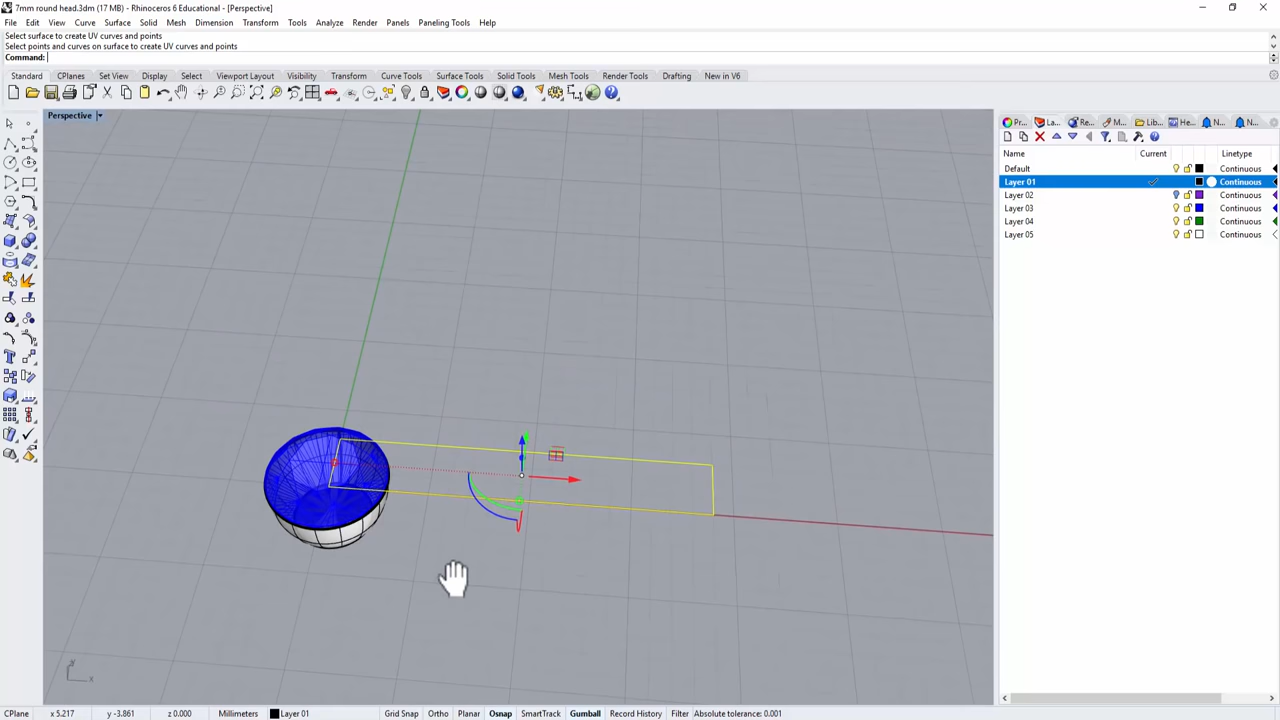 7mm round head.3dm (17 MB) - Rhinoceros 6 Educational - [Perspective]
File Edit View Curve Surface Solid Mesh Dimension Transform Tools Analyze Render Panels Paneling Tools Help
Select surface to create UV curves and points
Select points and curves on surface to create UV curves and points
Command:
Standard CPlanes Set View Display Select Viewport Layout Visibility Transform Curve Tools Surface Tools Solid Tools Mesh Tools Render Tools Drafting New in V6
Perspective
Pr... La... Re... M... Lib... He... N... N...
Name Current Linetype
Default Continuous
Layer 01 Continuous
Layer 02 Continuous
Layer 03 Continuous
Layer 04 Continuous
Layer 05 Continuous
y
x
CPlane x 5.217 y -3.861 z 0.000 Millimeters Layer 01 Grid Snap Ortho Planar Osnap SmartTrack Gumball Record History Filter Absolute tolerance: 0.001